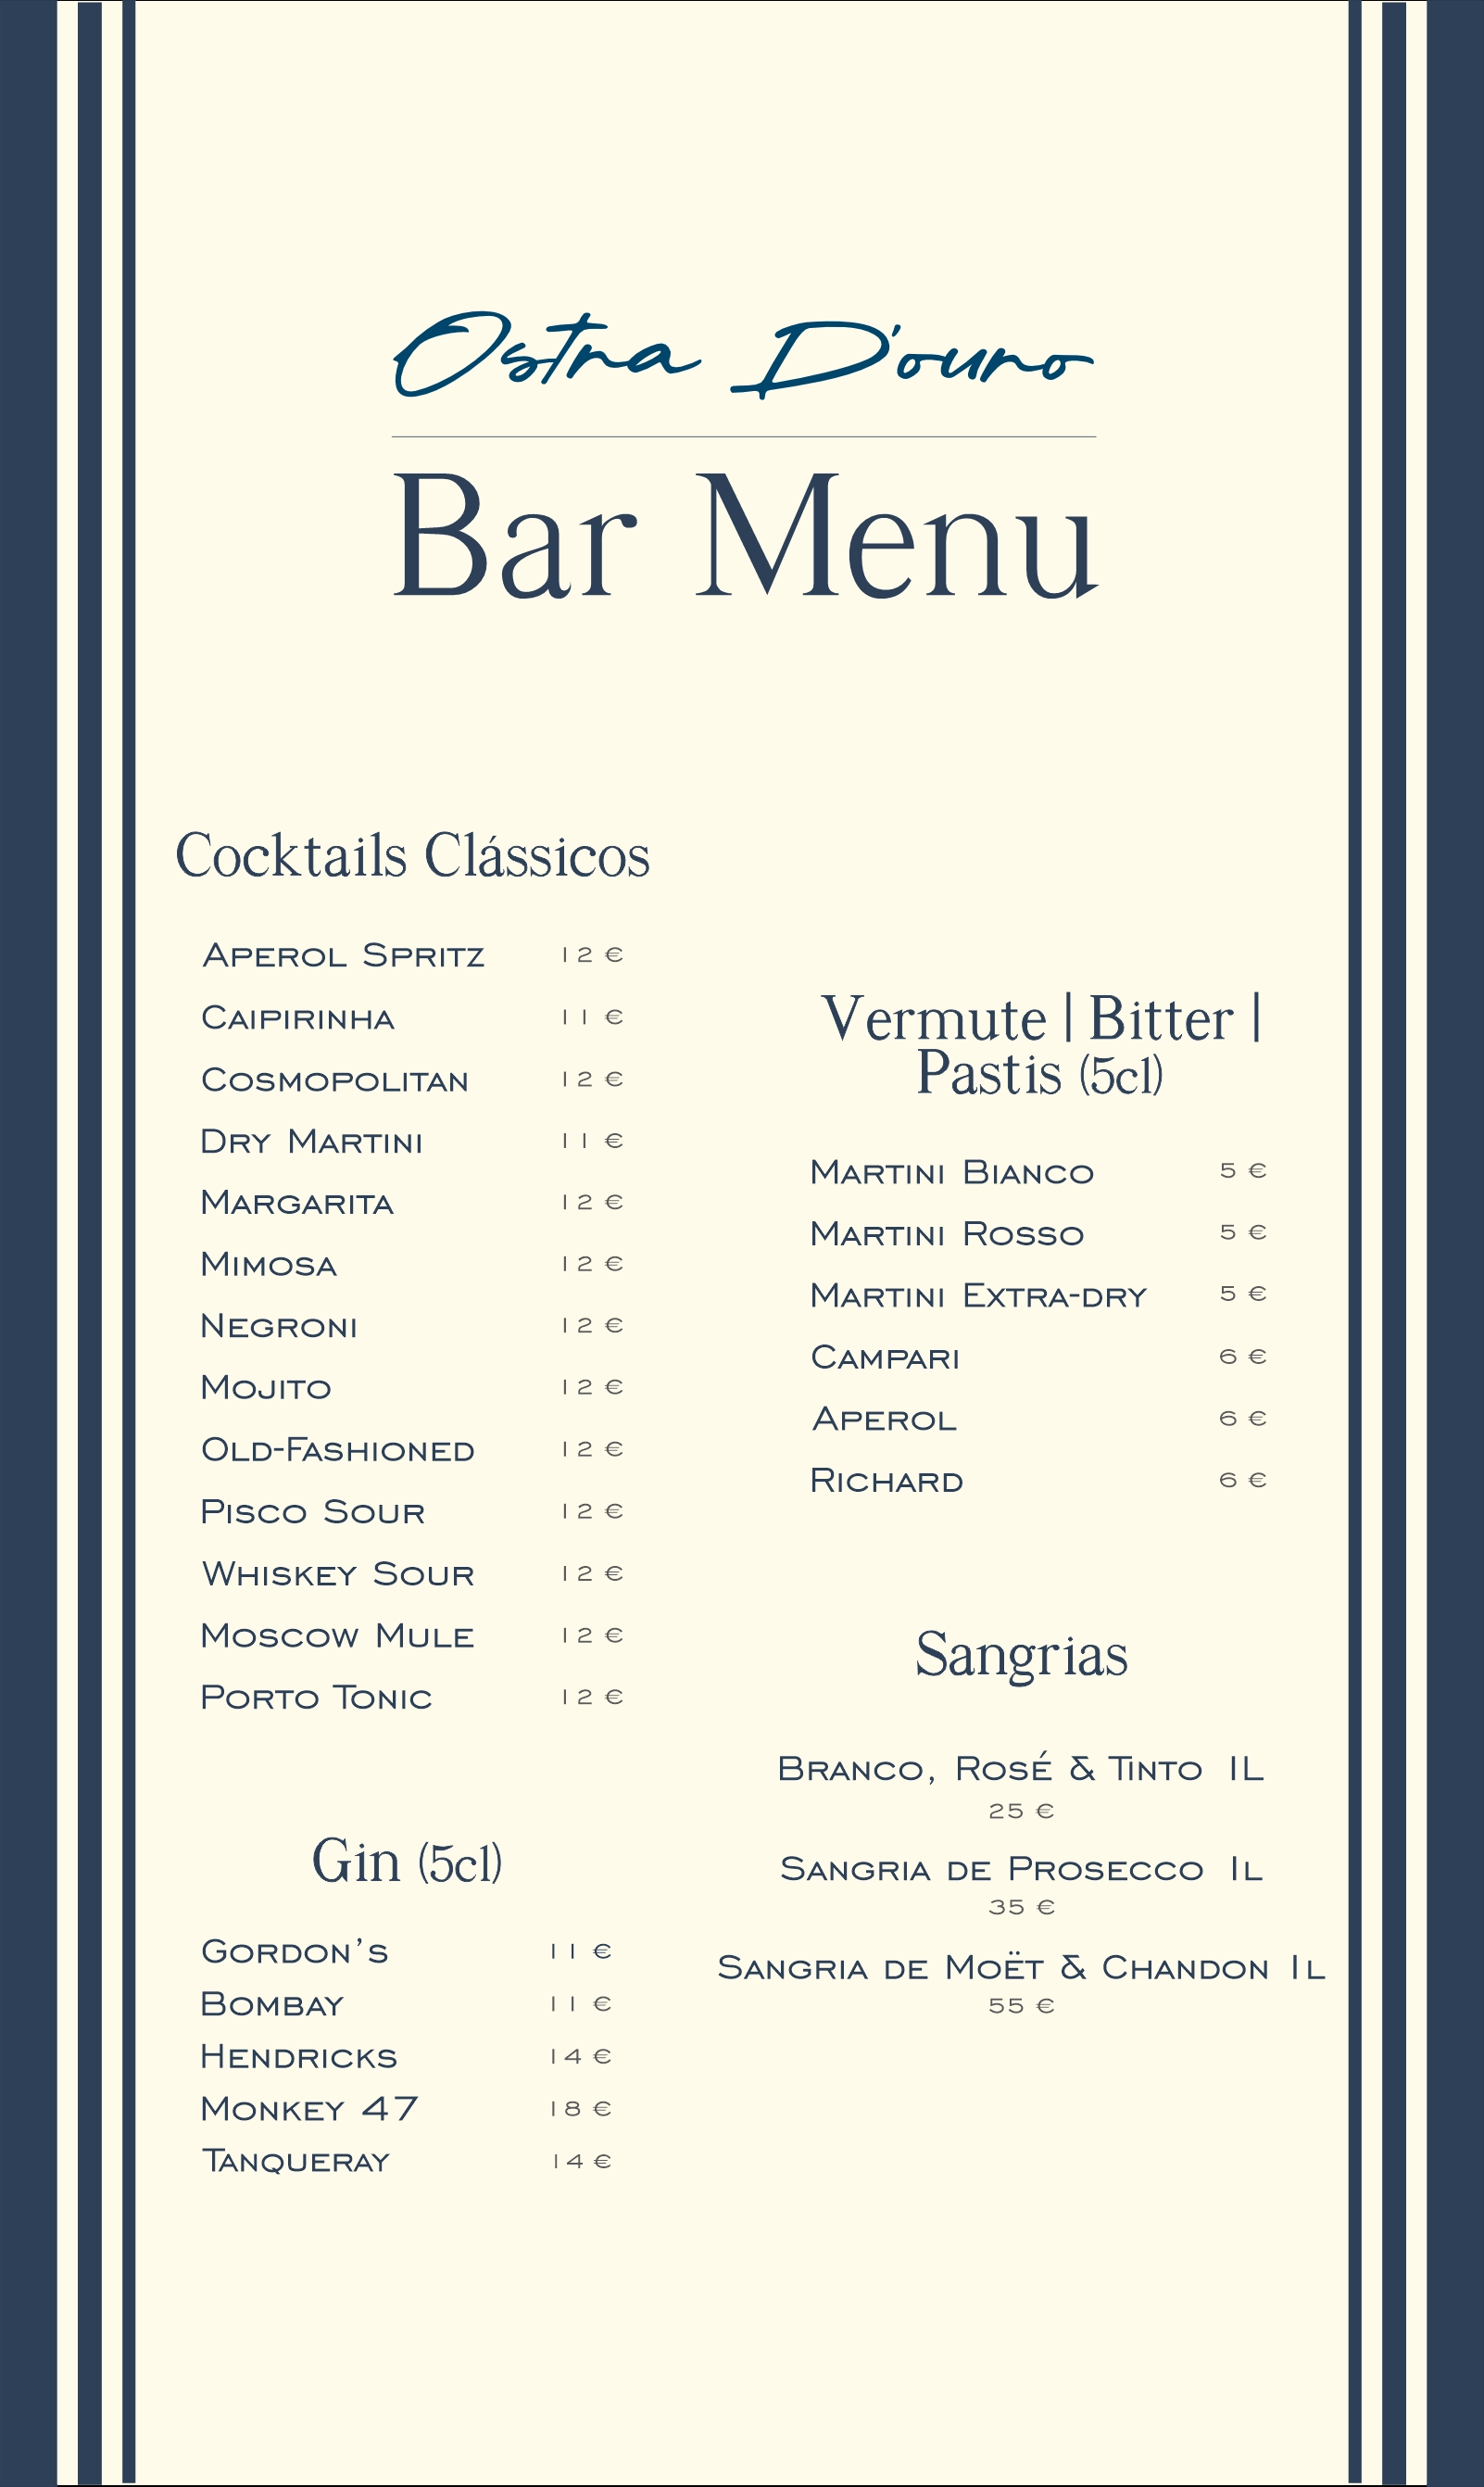 Ostra D'ouro
Bar Menu
Cocktails Clássicos
Aperol Spritz 12 €
Caipirinha 11 €
Cosmopolitan 12 €
Dry Martini 11 €
Margarita 12 €
Mimosa 12 €
Negroni 12 €
Mojito 12 €
Old-Fashioned 12 €
Pisco Sour 12 €
Whiskey Sour 12 €
Moscow Mule 12 €
Porto Tonic 12 €
Gin (5cl)
Gordon's 11 €
Bombay 11 €
Hendricks 14 €
Monkey 47 18 €
Tanqueray 14 €
Vermute | Bitter |
Pastis (5cl)
Martini Bianco 5 €
Martini Rosso 5 €
Martini Extra-dry 5 €
Campari 6 €
Aperol 6 €
Richard 6 €
Sangrias
Branco, Rosé & Tinto 1L
25 €
Sangria de Prosecco 1l
35 €
Sangria de Moët & Chandon 1l
55 €